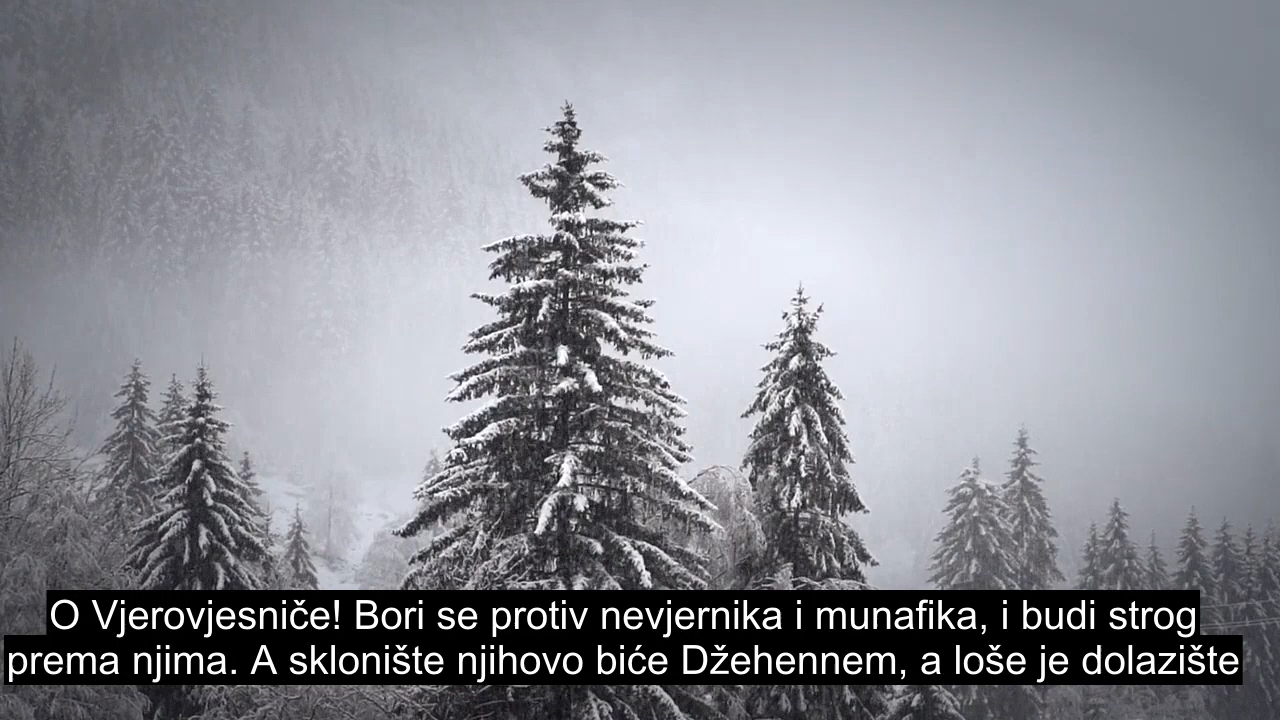 O Vjerovjesniče! Bori se protiv nevjernika i munafika, i budi strog
prema njima. A sklonište njihovo biće Džehennem, a loše je dolazište